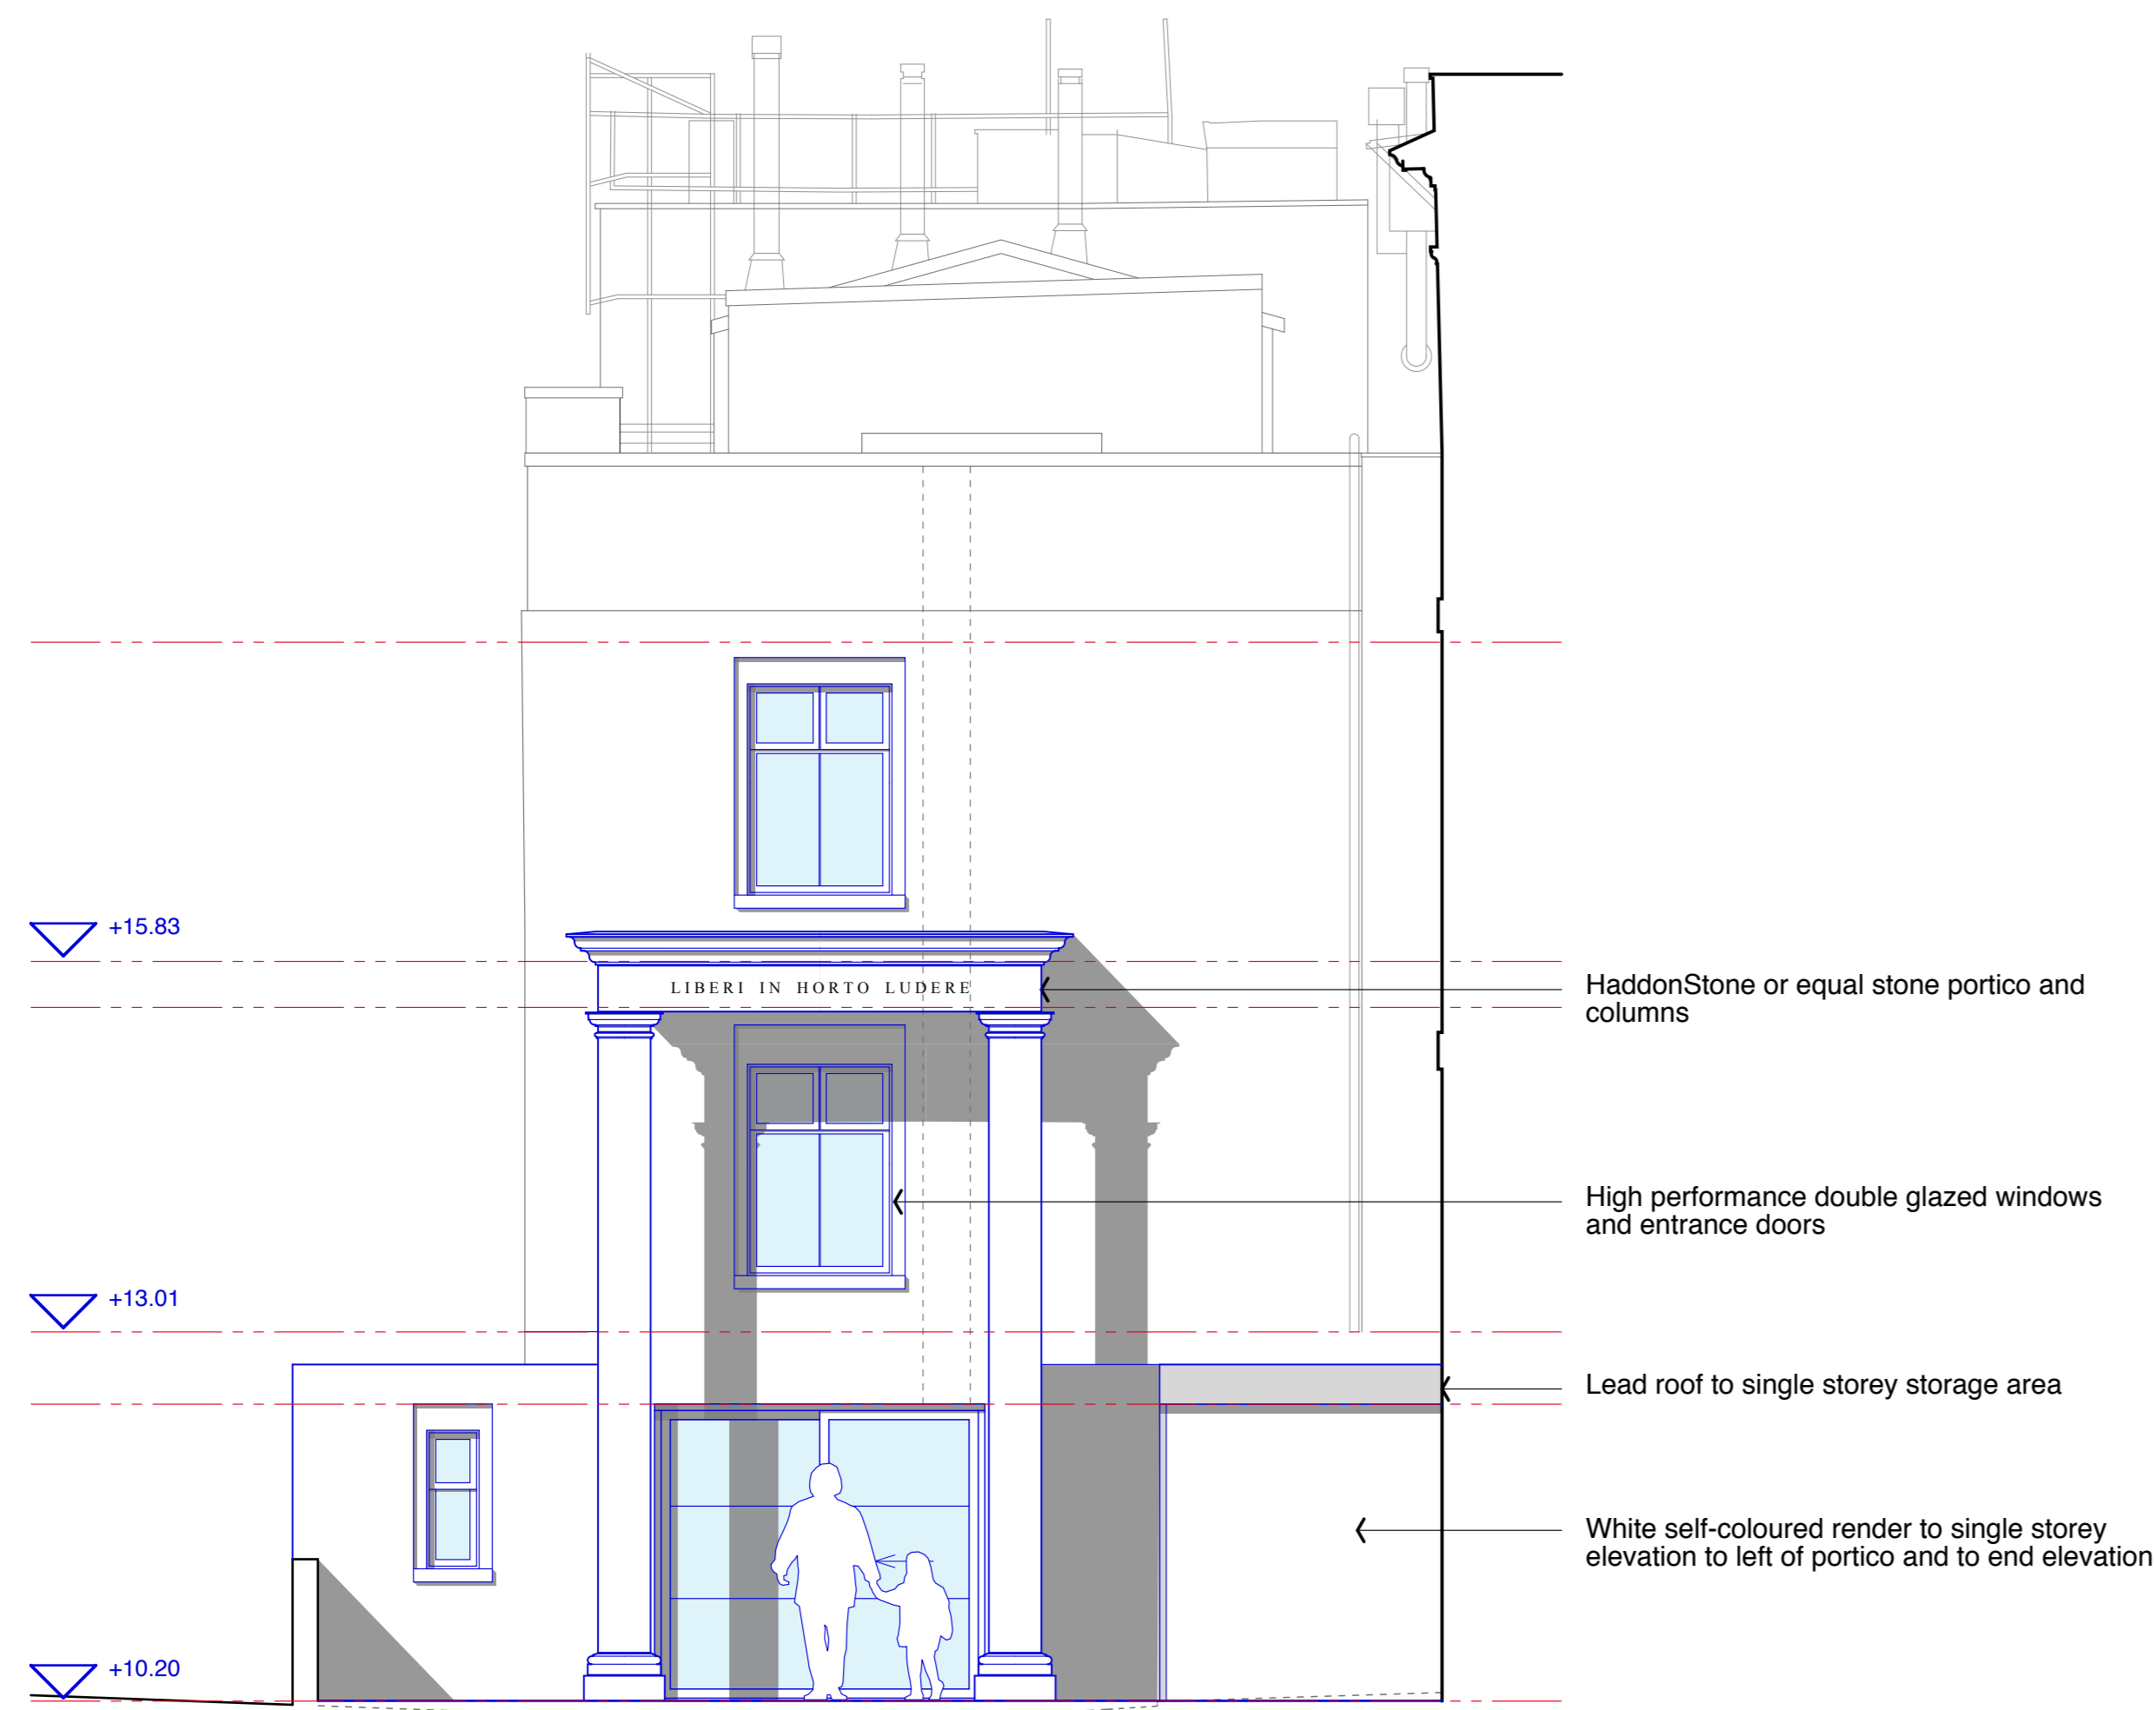 +15.83
LIBERI IN HORTO LUDERE
HaddonStone or equal stone portico and
columns
High performance double glazed windows
and entrance doors
+13.01
Lead roof to single storey storage area
White self-coloured render to single storey
elevation to left of portico and to end elevation
+10.20